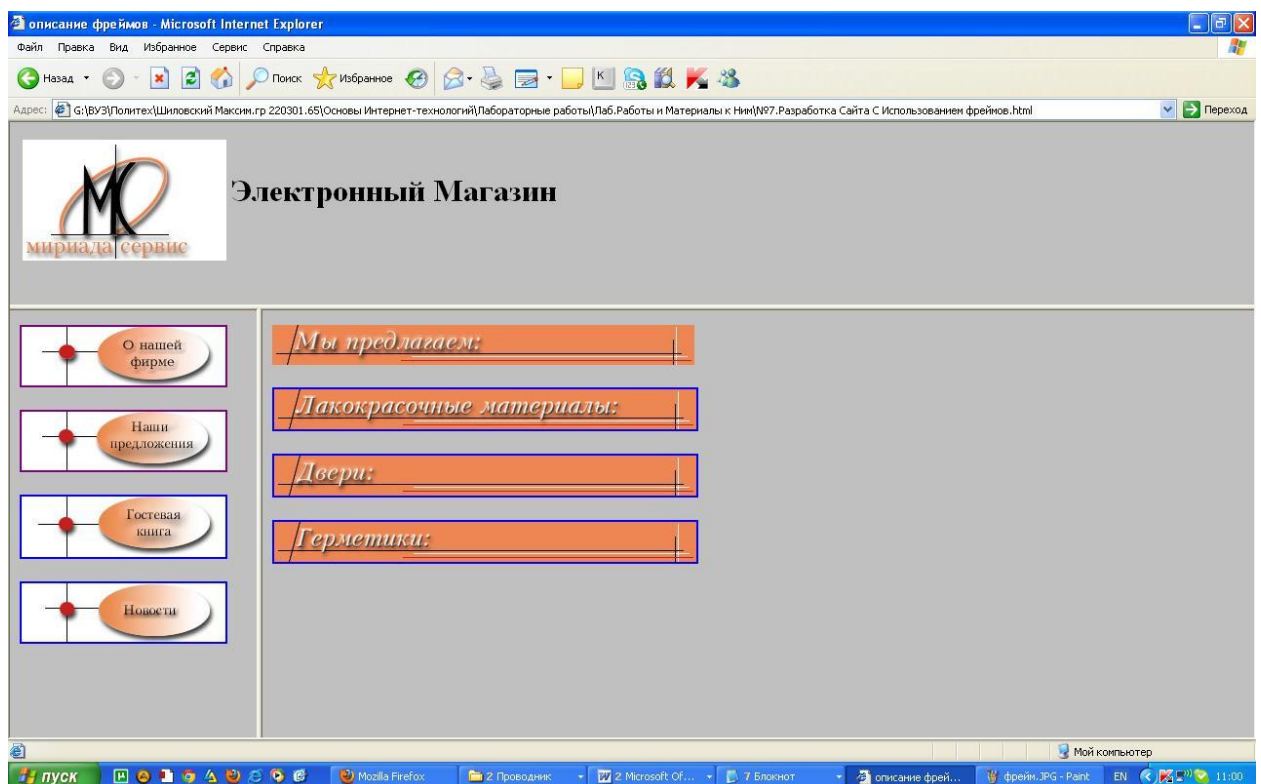 описание фреймов - Microsoft Internet Explorer
Файл Правка Вид Избранное Сервис Справка
Назад Поиск Избранное
Адрес: G:\ВУЗ\Политех\Шиловский Максим.гр 220301.65\Основы Интернет-технологий\Лабораторные работы\Лаб.Работы и Материалы к Ним\№7.Разработка Сайта С Использованием фреймов.html Переход
МС
мириада сервис
Электронный Магазин
О нашей
фирме
Наши
предложения
Гостевая
книга
Новости
Мы предлагаем:
Лакокрасочные материалы:
Двери:
Герметики:
Мой компьютер
пуск Mozilla Firefox 2 Проводник 2 Microsoft Of... 7 Блокнот описание фрей... фрейм.JPG - Paint EN 11:00